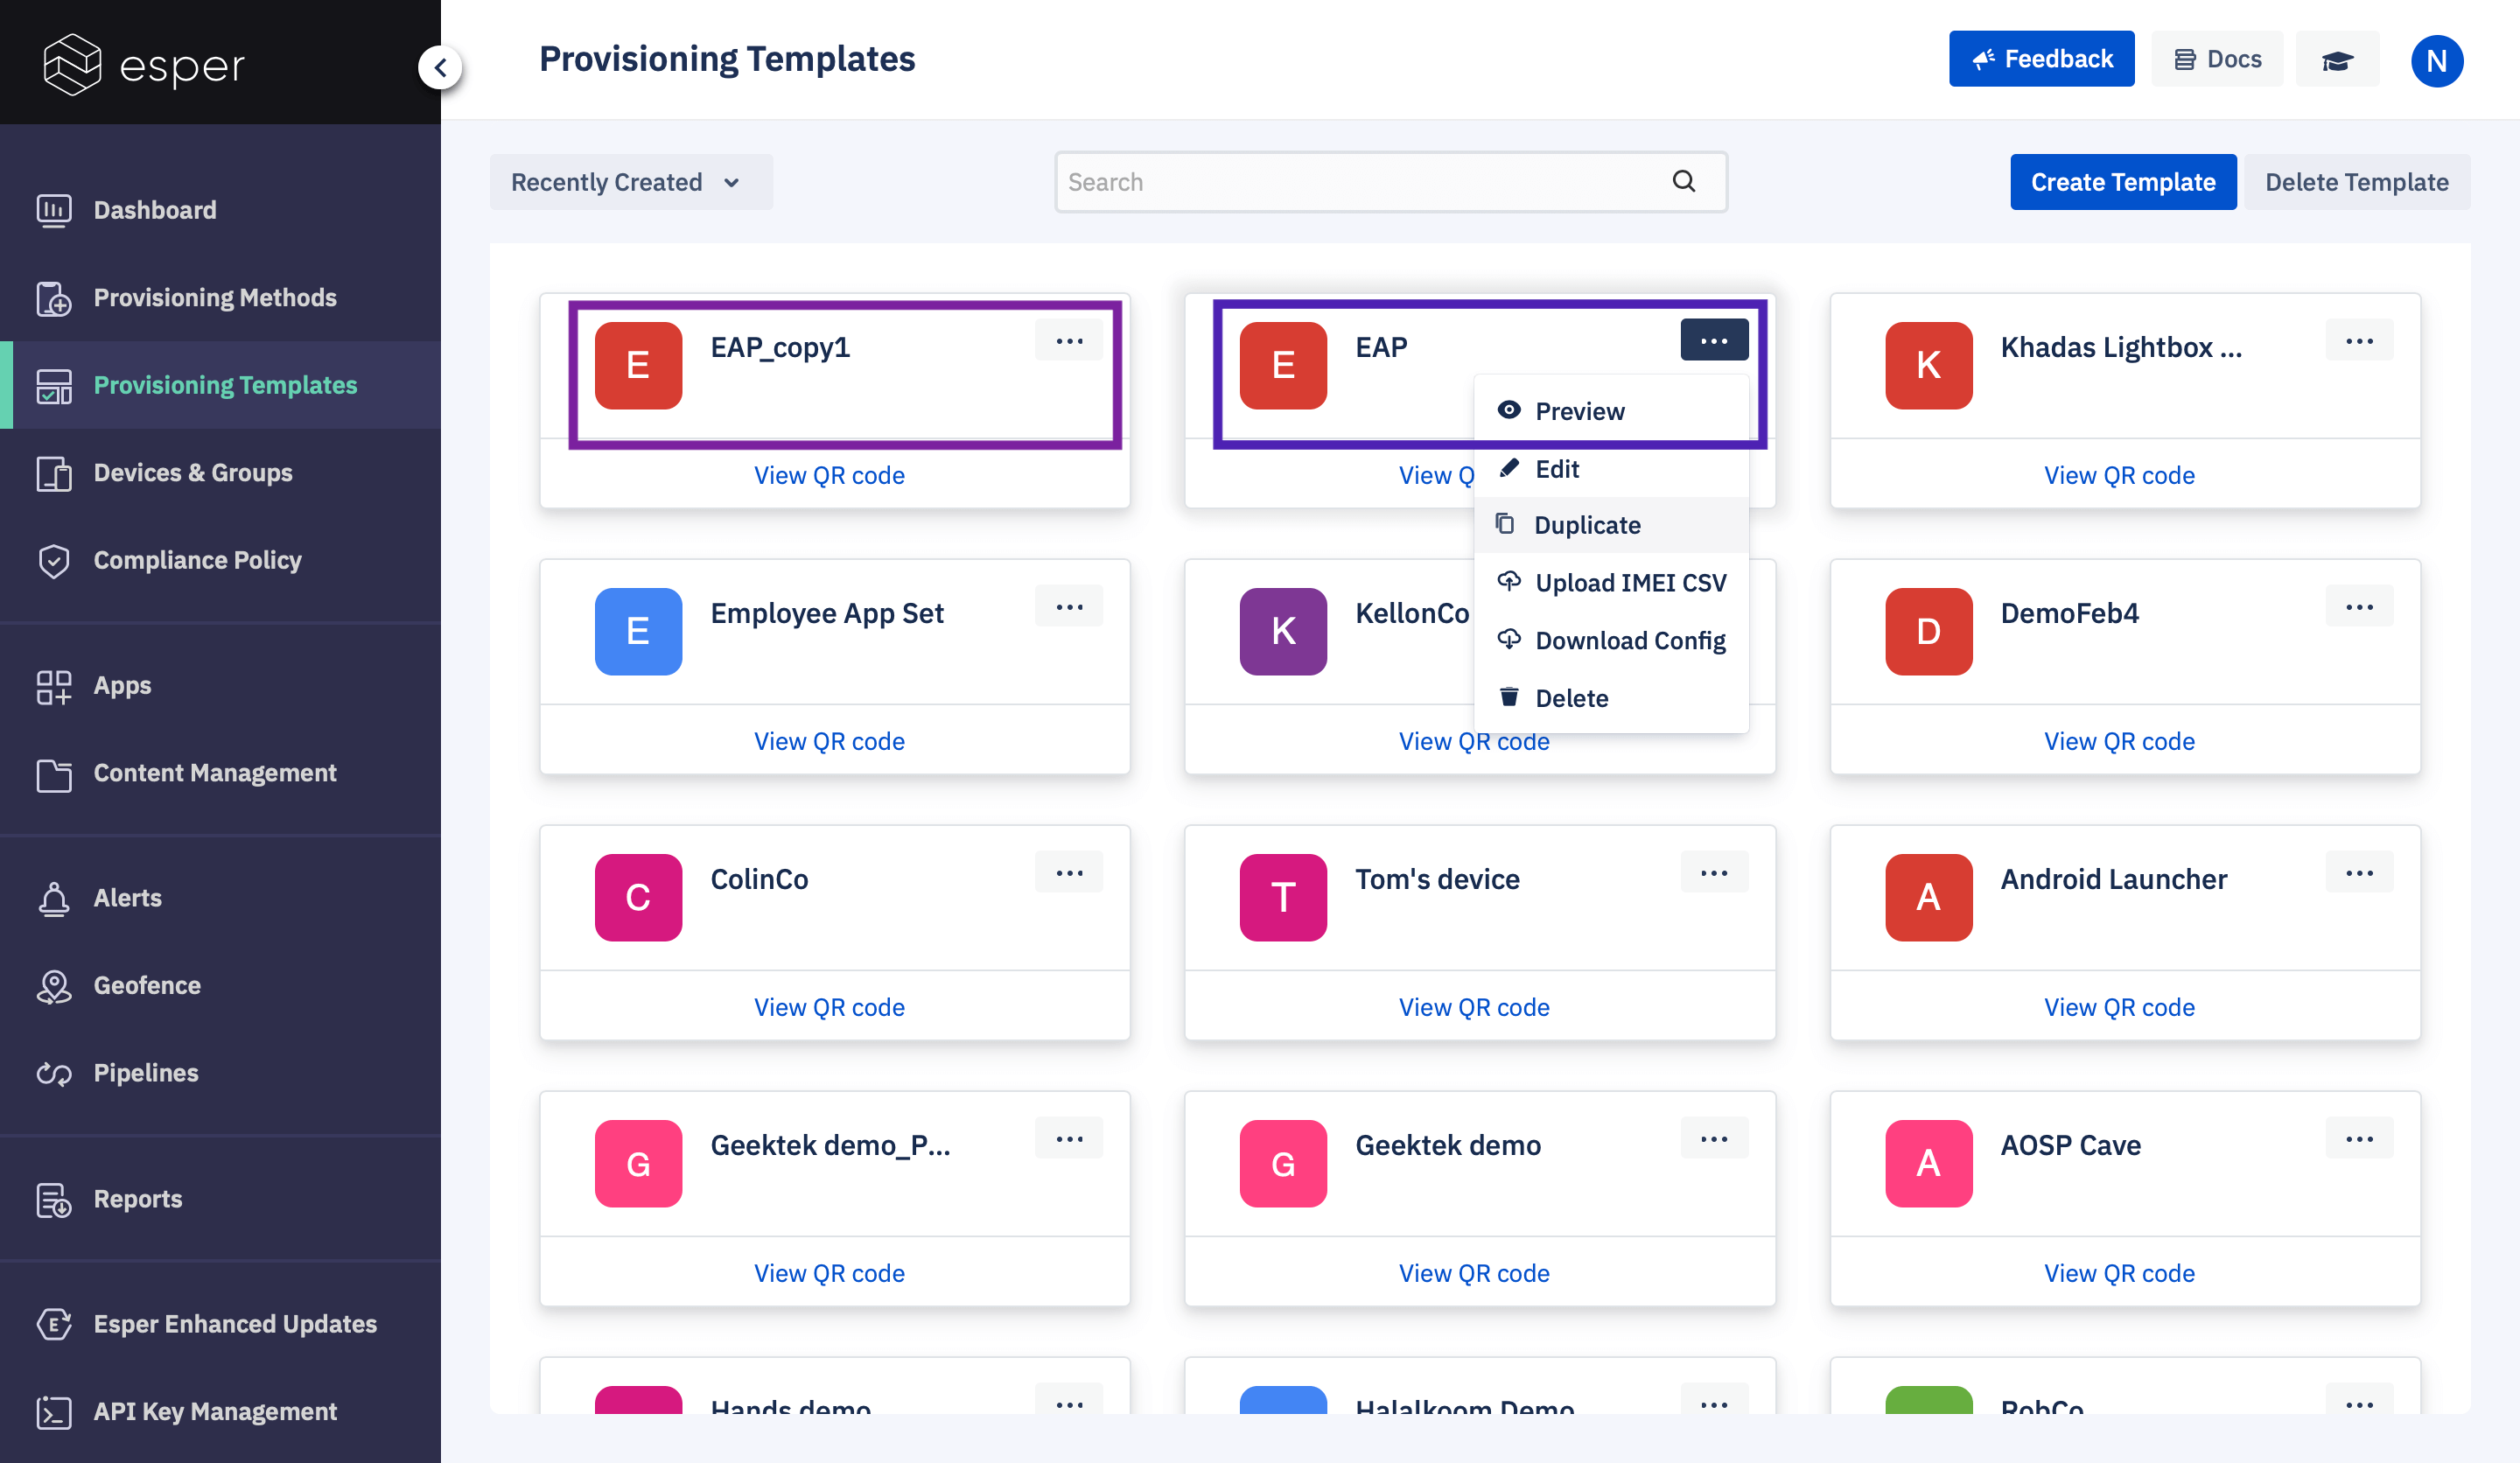 esper
Provisioning Templates
Feedback
Docs
N
Dashboard
Provisioning Methods
Provisioning Templates
Devices & Groups
Compliance Policy
Apps
Content Management
Alerts
Geofence
Pipelines
Reports
Esper Enhanced Updates
API Key Management
Recently Created
Search
Create Template
Delete Template
E
EAP_copy1
...
View QR code
E
EAP
...
View Q
Preview
Edit
Duplicate
Upload IMEI CSV
Download Config
Delete
K
Khadas Lightbox ...
...
View QR code
E
Employee App Set
...
View QR code
K
KellonCo
View QR code
D
DemoFeb4
...
View QR code
C
ColinCo
...
View QR code
T
Tom's device
...
View QR code
A
Android Launcher
...
View QR code
G
Geektek demo_P...
...
View QR code
G
Geektek demo
...
View QR code
A
AOSP Cave
...
View QR code
Hands demo
...
Halalkoom Demo
...
RobCo
...